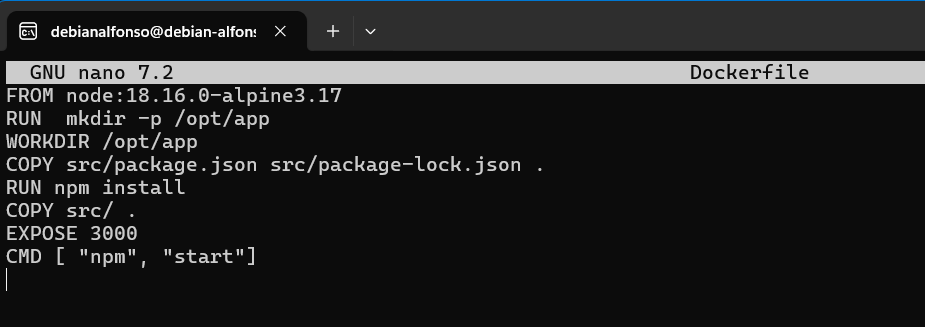 debianalfonso@debian-alfons
GNU nano 7.2 Dockerfile
FROM node:18.16.0-alpine3.17
RUN  mkdir -p /opt/app
WORKDIR /opt/app
COPY src/package.json src/package-lock.json .
RUN npm install
COPY src/ .
EXPOSE 3000
CMD [ "npm", "start"]